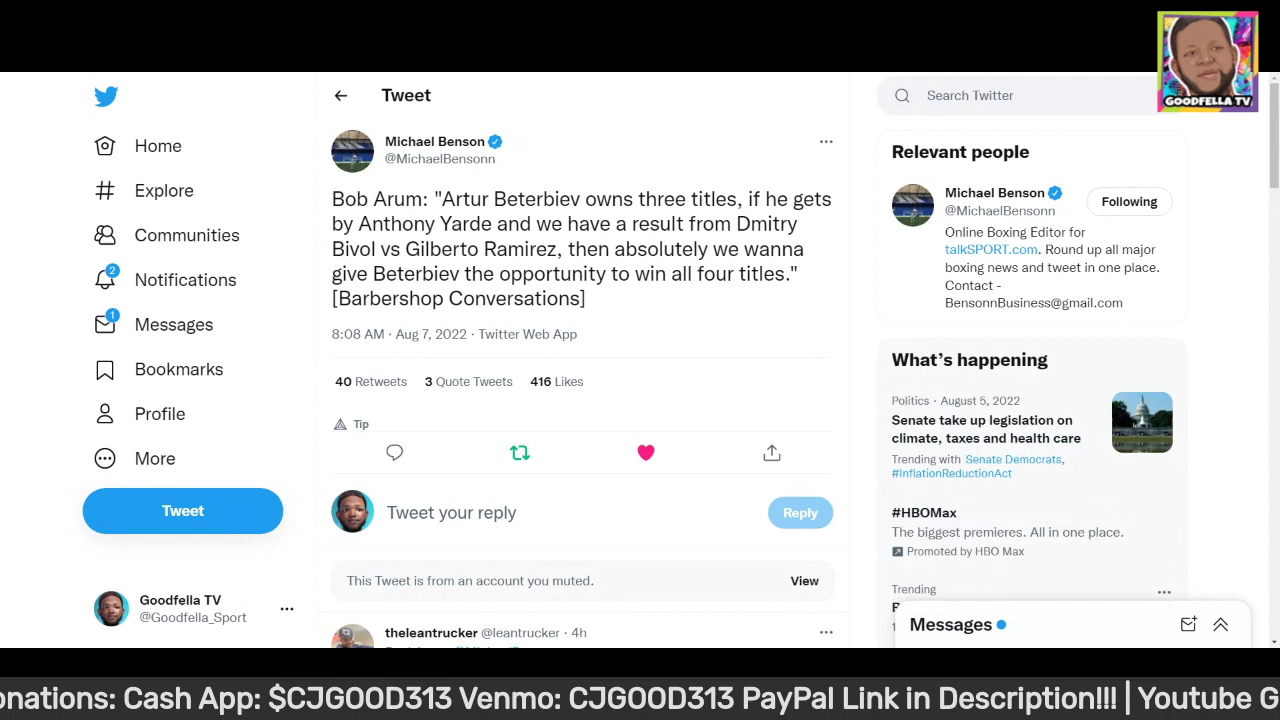 GOODFELLA TV
Tweet
Search Twitter
Home
Explore
Communities
2
Notifications
1
Messages
Bookmarks
Profile
More
Tweet
Goodfella TV
@Goodfella_Sport
Michael Benson
@MichaelBensonn
Bob Arum: "Artur Beterbiev owns three titles, if he gets
by Anthony Yarde and we have a result from Dmitry
Bivol vs Gilberto Ramirez, then absolutely we wanna
give Beterbiev the opportunity to win all four titles."
[Barbershop Conversations]
8:08 AM · Aug 7, 2022 · Twitter Web App
40 Retweets 3 Quote Tweets 416 Likes
Tip
Tweet your reply
Reply
This Tweet is from an account you muted.
View
theleantrucker @leantrucker · 4h
Relevant people
Michael Benson
@MichaelBensonn
Following
Online Boxing Editor for
talkSPORT.com. Round up all major
boxing news and tweet in one place.
Contact -
BensonnBusiness@gmail.com
What's happening
Politics · August 5, 2022
Senate take up legislation on
climate, taxes and health care
Trending with Senate Democrats,
#InflationReductionAct
#HBOMax
The biggest premieres. All in one place.
Promoted by HBO Max
Trending
Messages
onations: Cash App: $CJGOOD313 Venmo: CJGOOD313 PayPal Link in Description!!! | Youtube G